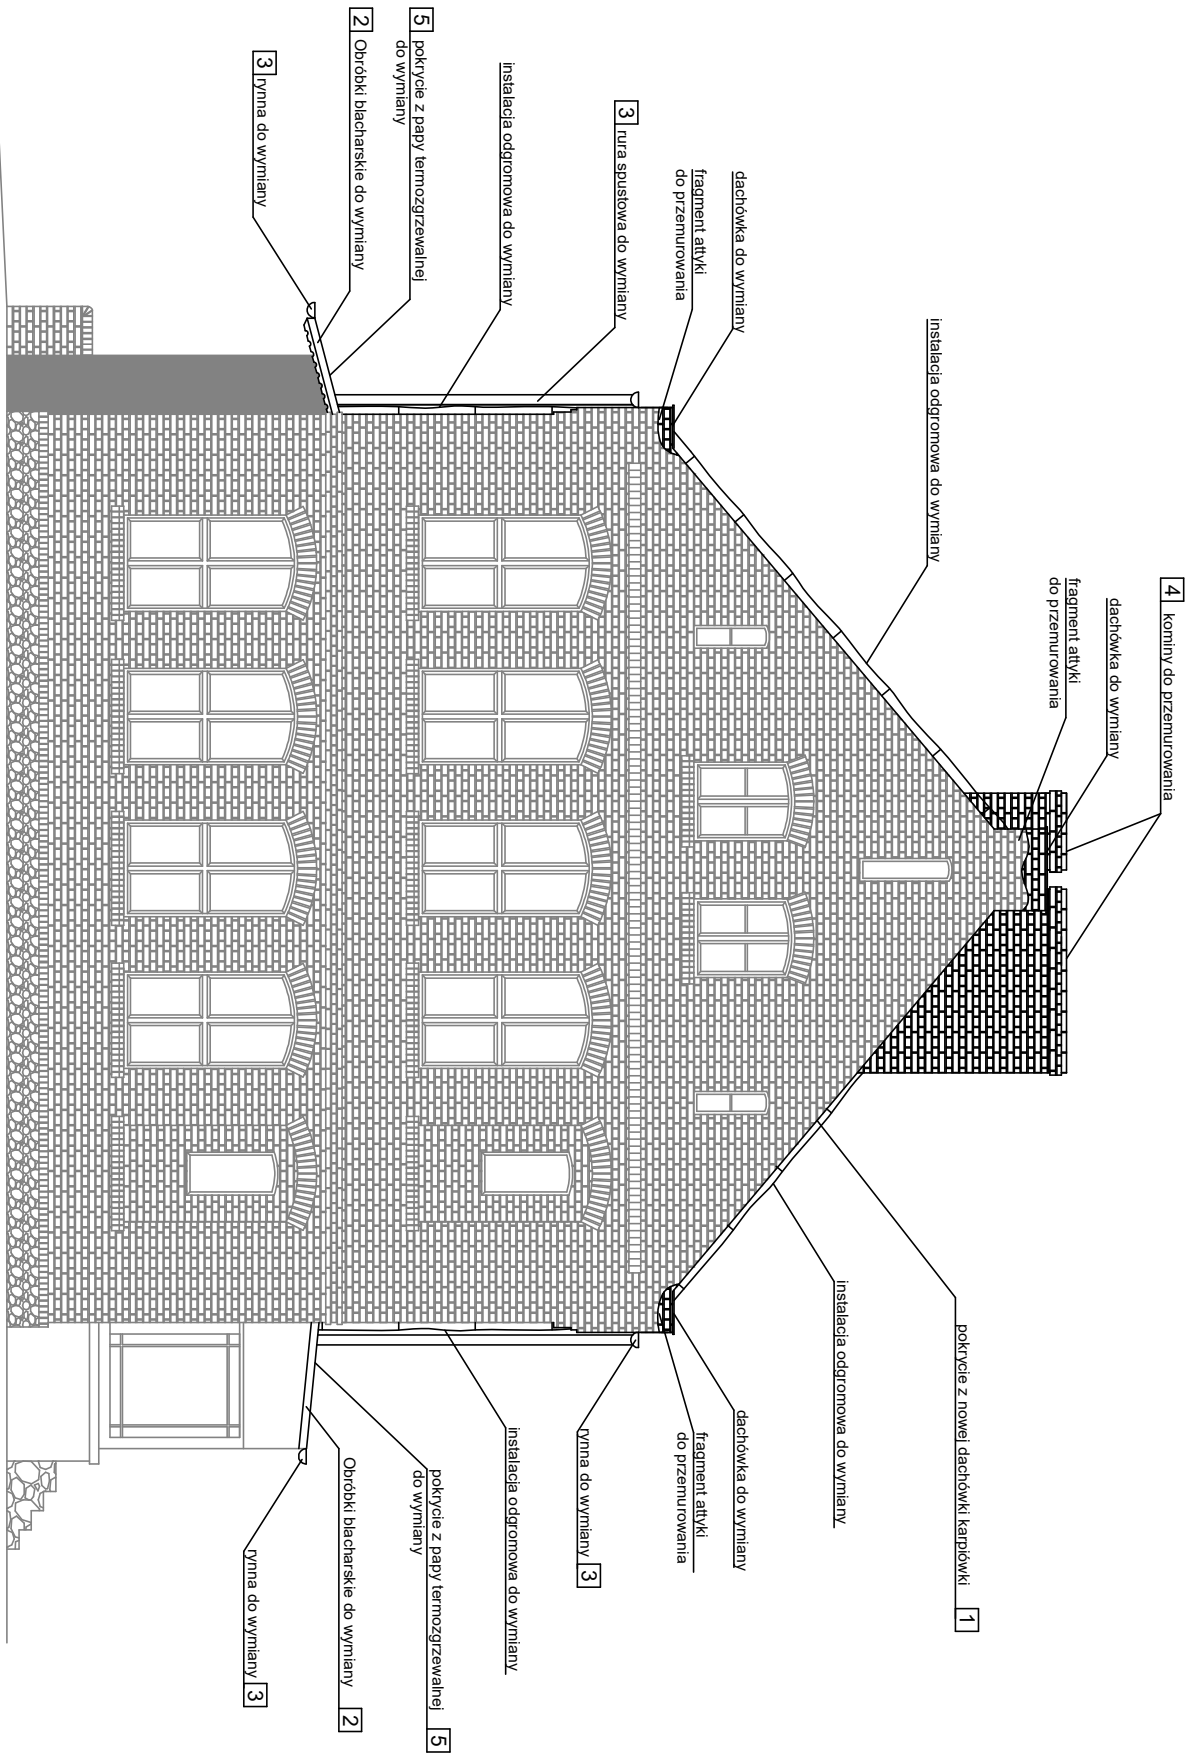 4 kominy do przemurowania
dachówka do wymiany
fragment attyki
do przemurowania
instalacja odgromowa do wymiany
dachówka do wymiany
fragment attyki
do przemurowania
3 rura spustowa do wymiany
instalacja odgromowa do wymiany
5 pokrycie z papy termozgrzewalnej
do wymiany
2 Obróbki blacharskie do wymiany
3 rynna do wymiany
pokrycie z nowej dachówki karpiówki 1
instalacja odgromowa do wymiany
dachówka do wymiany
fragment attyki
do przemurowania
rynna do wymiany 3
instalacja odgromowa do wymiany
pokrycie z papy termozgrzewalnej 5
do wymiany
Obróbki blacharskie do wymiany 2
rynna do wymiany 3